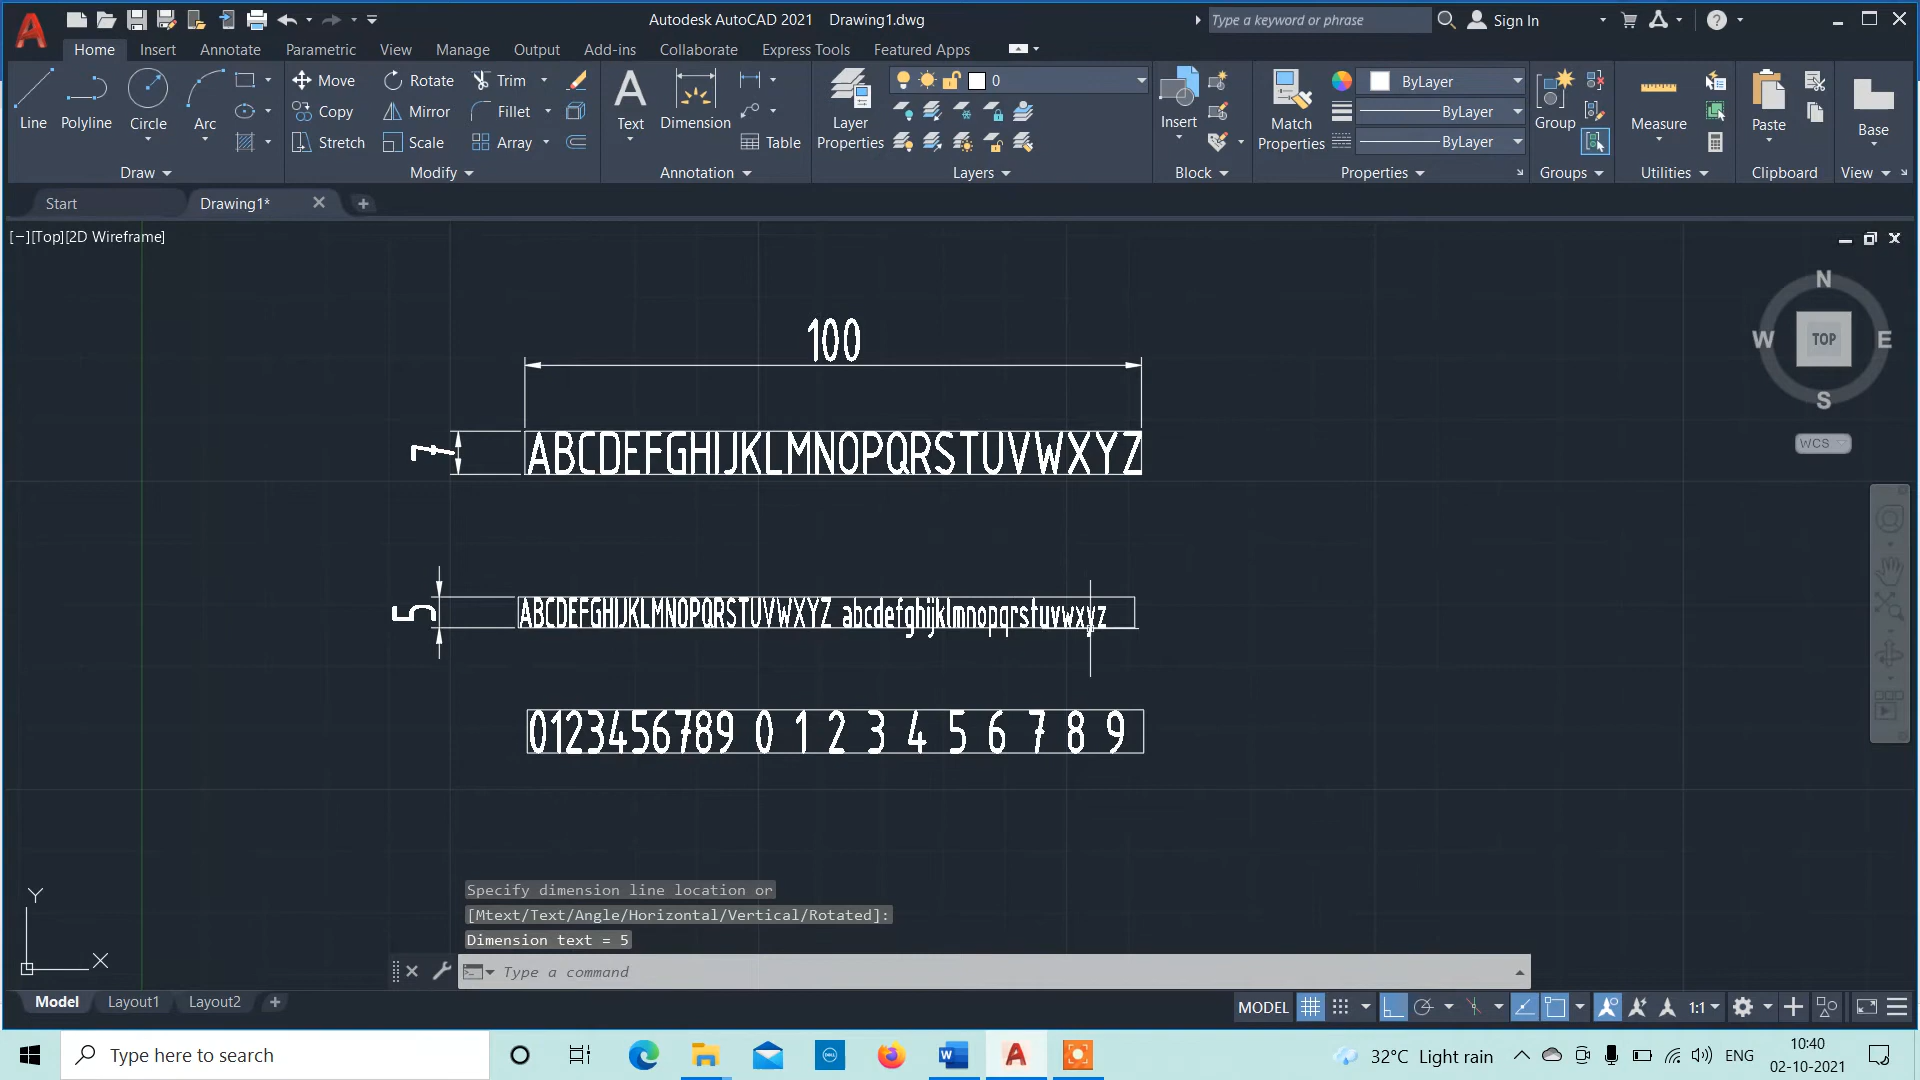 Autodesk AutoCAD 2021 Drawing1.dwg Type a keyword or phrase Sign In
Home Insert Annotate Parametric View Manage Output Add-ins Collaborate Express Tools Featured Apps
Line Polyline Circle Arc
Move Rotate Trim
Copy Mirror Fillet
Stretch Scale Array
Text Dimension Table
Layer Properties 0
Insert
Match Properties ByLayer
ByLayer
ByLayer
Group Measure Paste Base
Draw Modify Annotation Layers Block Properties Groups Utilities Clipboard View
Start Drawing1*
[−][Top][2D Wireframe]
N
W TOP E
S
WCS
100
7 ABCDEFGHIJKLMNOPQRSTUVWXYZ
5 ABCDEFGHIJKLMNOPQRSTUVWXYZ abcdefghijklmnopqrstuvwxyz
0123456789 0 1 2 3 4 5 6 7 8 9
Y
X
Specify dimension line location or
[Mtext/Text/Angle/Horizontal/Vertical/Rotated]:
Dimension text = 5
Type a command
Model Layout1 Layout2 MODEL 1:1
Type here to search 32°C Light rain ENG 10:40
02-10-2021